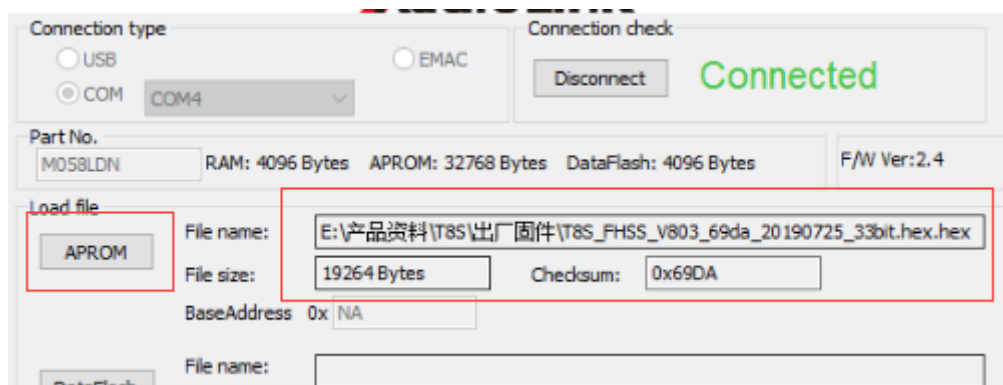 Connection type
USB
EMAC
COM COM4
Connection check
Disconnect Connected
Part No.
M058LDN RAM: 4096 Bytes APROM: 32768 Bytes DataFlash: 4096 Bytes F/W Ver:2.4
Load file
APROM
File name: E:\产品资料\T8S\出厂固件\T8S_FHSS_V803_69da_20190725_33bit.hex.hex
File size: 19264 Bytes Checksum: 0x69DA
BaseAddress 0x NA
File name:
DataFlash